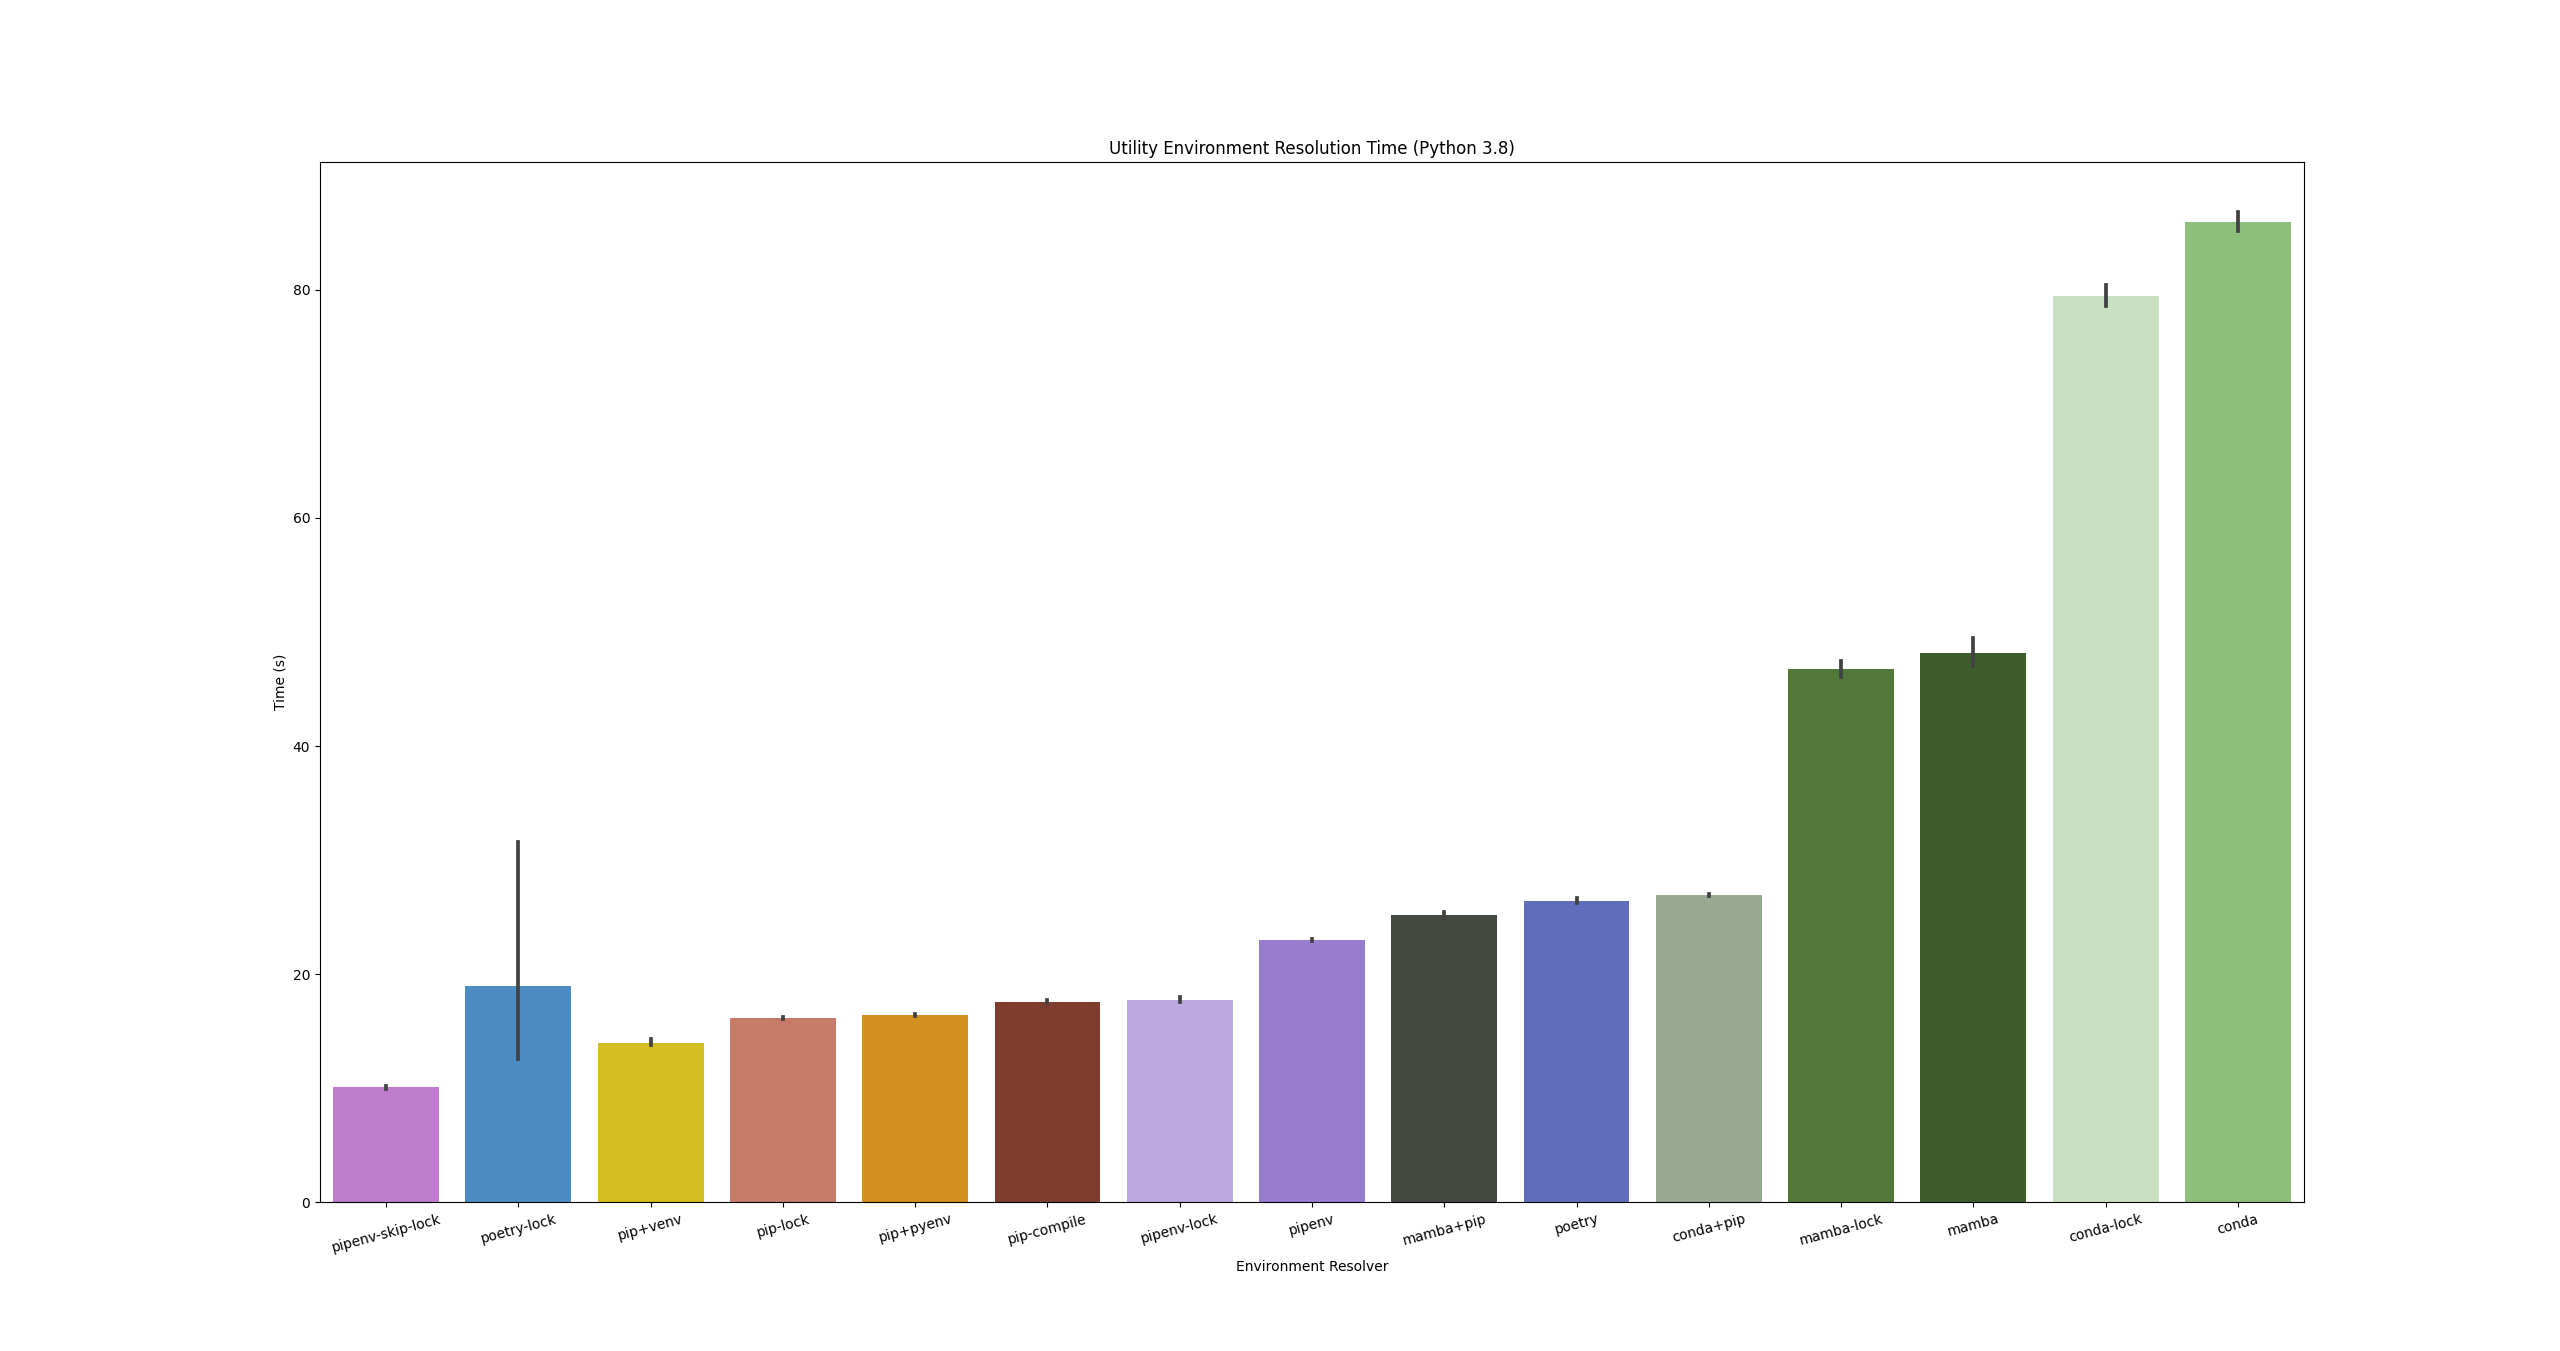 Utility Environment Resolution Time (Python 3.8)
Time (s)
80
60
40
20
0
pipenv-skip-lock
poetry-lock
pip+venv
pip-lock
pip+pyenv
pip-compile
pipenv-lock
pipenv
mamba+pip
poetry
conda+pip
mamba-lock
mamba
conda-lock
conda
Environment Resolver